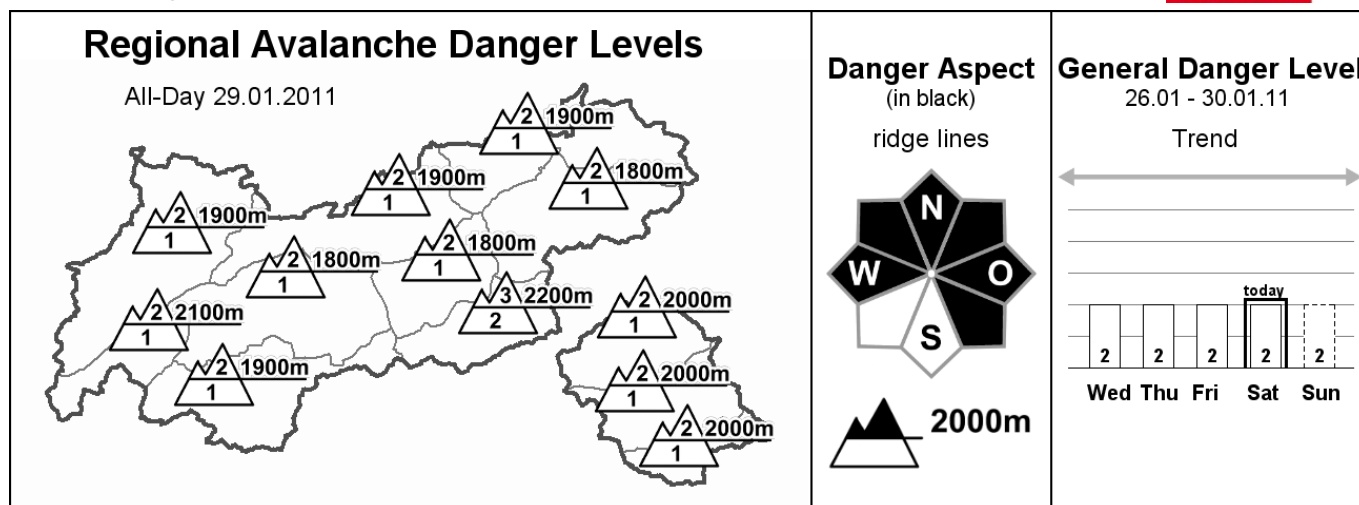 Regional Avalanche Danger Levels
All-Day 29.01.2011
2 1900m
1
2 1800m
1
2 1900m
1
2 1900m
1
2 1800m
1
2 1800m
1
2 2100m
1
3 2200m
2
2 2000m
1
2 1900m
1
2 2000m
1
2 2000m
1
Danger Aspect
(in black)
ridge lines
N
W O
S
2000m
General Danger Level
26.01 - 30.01.11
Trend
today
2 2 2 2 2
Wed Thu Fri Sat Sun